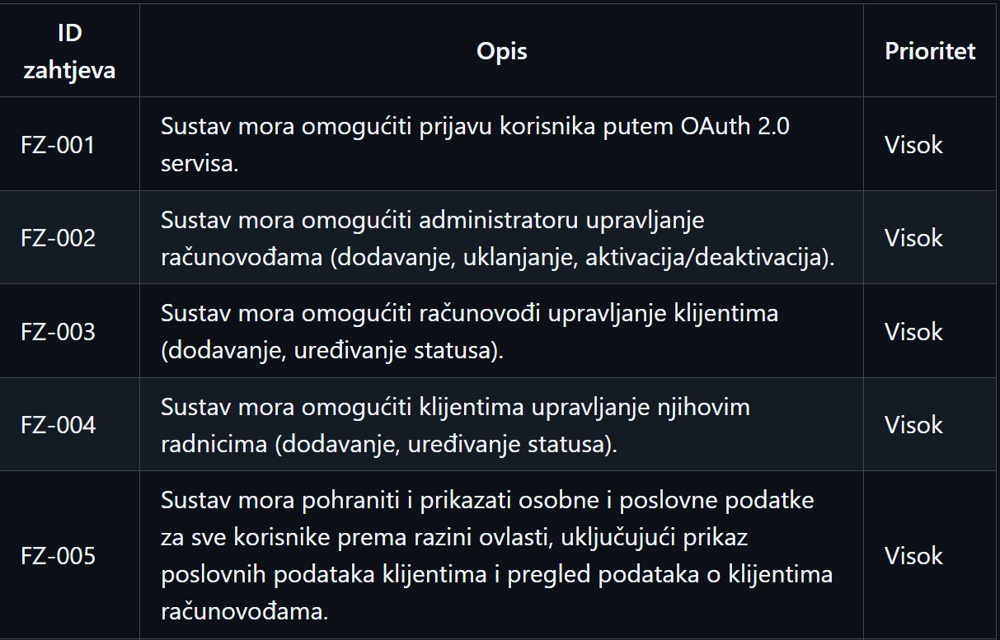 ID
zahtjeva
Opis
Prioritet
FZ-001
Sustav mora omogućiti prijavu korisnika putem OAuth 2.0
servisa.
Visok
FZ-002
Sustav mora omogućiti administratoru upravljanje
računovođama (dodavanje, uklanjanje, aktivacija/deaktivacija).
Visok
FZ-003
Sustav mora omogućiti računovođi upravljanje klijentima
(dodavanje, uređivanje statusa).
Visok
FZ-004
Sustav mora omogućiti klijentima upravljanje njihovim
radnicima (dodavanje, uređivanje statusa).
Visok
FZ-005
Sustav mora pohraniti i prikazati osobne i poslovne podatke
za sve korisnike prema razini ovlasti, uključujući prikaz
poslovnih podataka klijentima i pregled podataka o klijentima
računovođama.
Visok